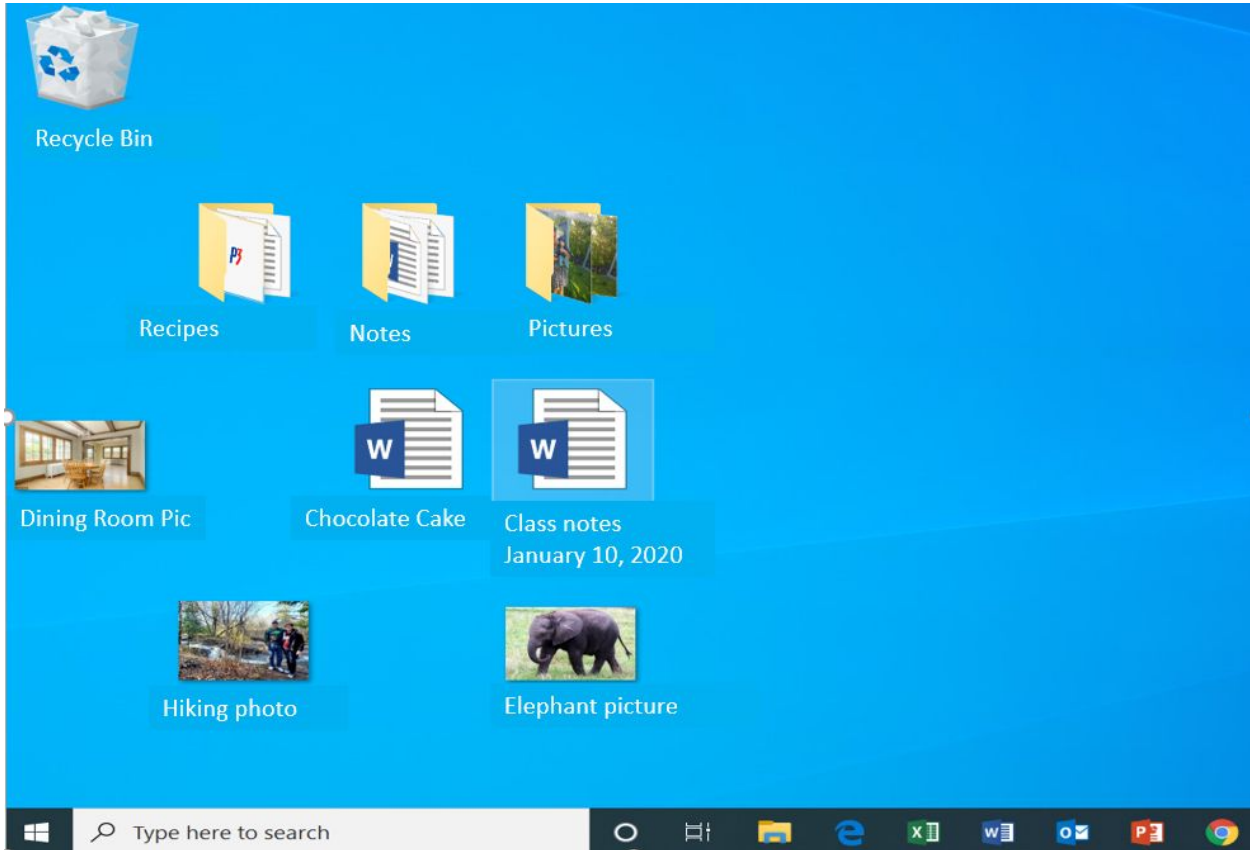 Recycle Bin
Recipes
Notes
Pictures
Dining Room Pic
Chocolate Cake
Class notes
January 10, 2020
Hiking photo
Elephant picture
Type here to search